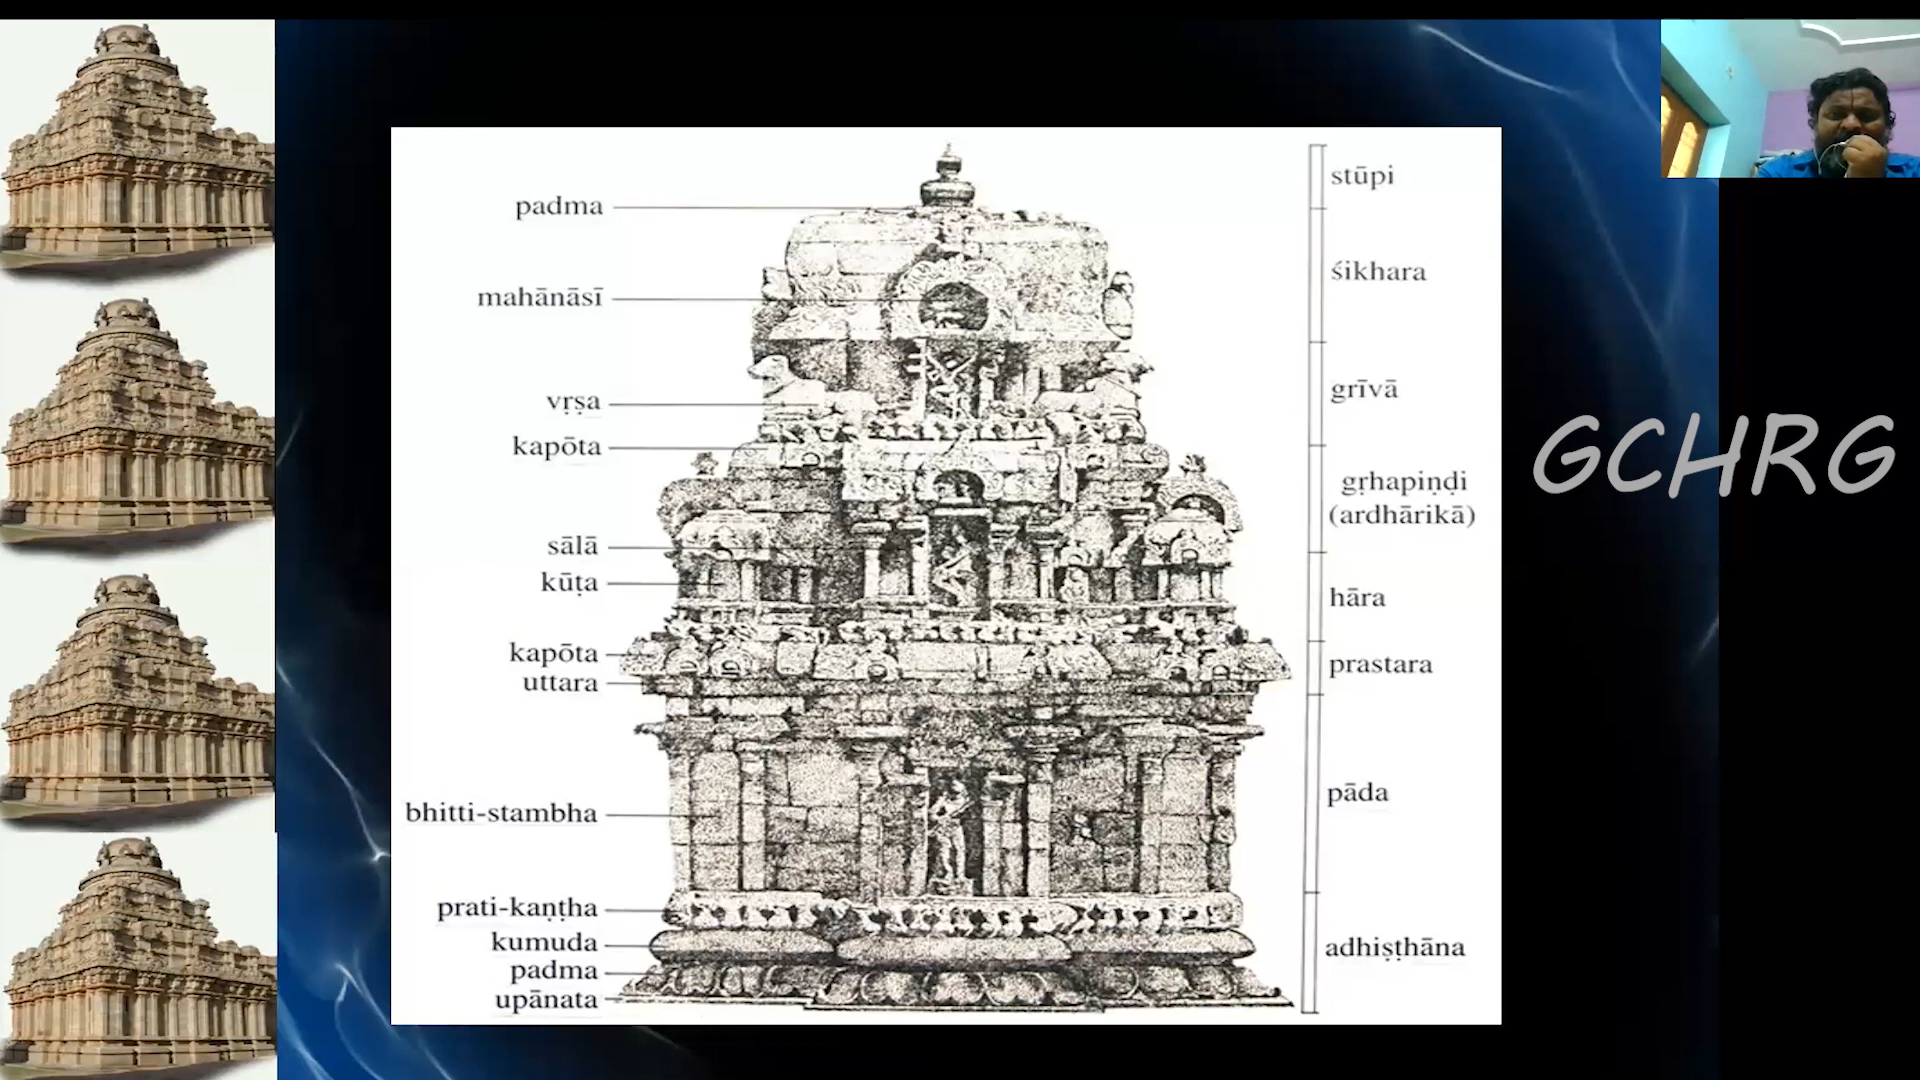 stūpi
padma
śikhara
mahānāsī
grīvā
vṛṣa
kapōta
GCHRG
gṛhapiṇḍi
(ardhārikā)
sālā
kūṭa
hāra
kapōta
prastara
uttara
pāda
bhitti-stambha
prati-kaṇṭha
kumuda
adhiṣṭhāna
padma
upānata